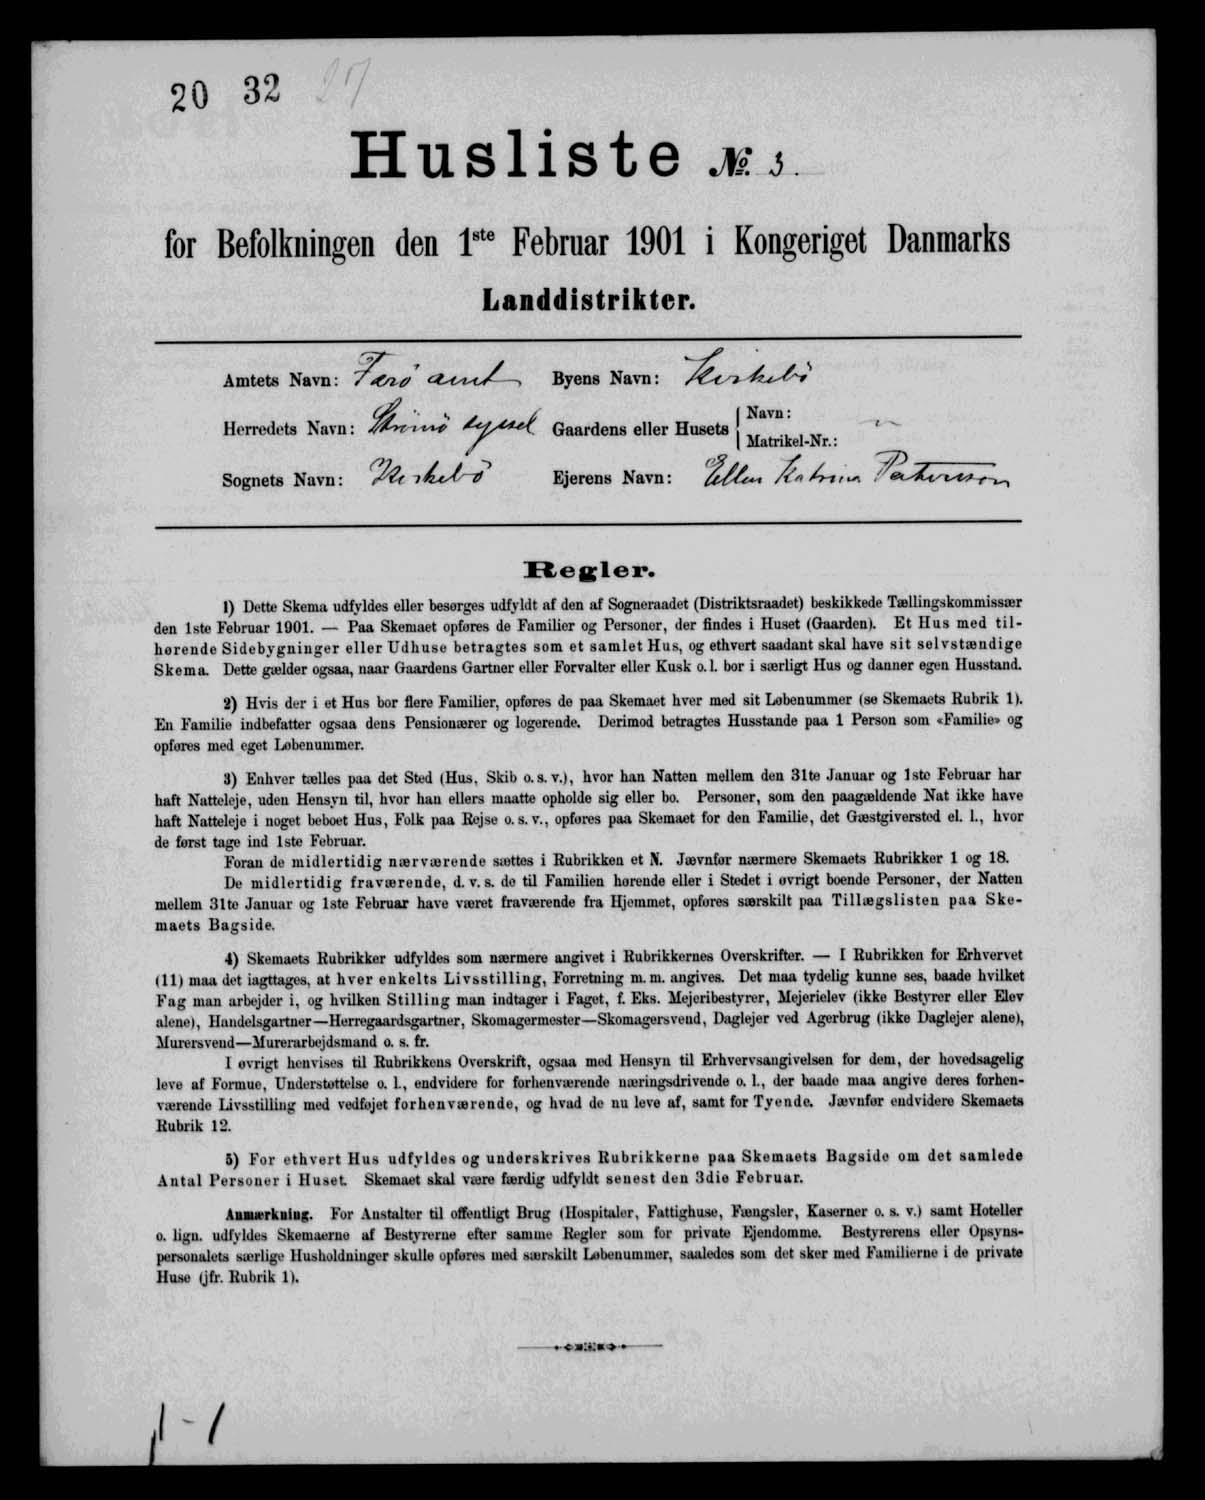 20 32 27
Husliste No. 3.
for Befolkningen den 1ste Februar 1901 i Kongeriget Danmarks
Landdistrikter.
Amtets Navn: Færö amt Byens Navn: Kirkebö
Herredets Navn: Strömö syssel Gaardens eller Husets Navn: Matrikel-Nr.:
Sognets Navn: Kirkebö Ejerens Navn: Ellen Katrina Patursson
Regler.
1) Dette Skema udfyldes eller besørges udfyldt af den af Sogneraadet (Distriktsraadet) beskikkede Tællingskommissær
den 1ste Februar 1901. — Paa Skemaet opføres de Familier og Personer, der findes i Huset (Gaarden). Et Hus med til-
hørende Sidebygninger eller Udhuse betragtes som et samlet Hus, og ethvert saadant skal have sit selvstændige
Skema. Dette gælder ogsaa, naar Gaardens Gartner eller Forvalter eller Kusk o. l. bor i særligt Hus og danner egen Husstand.
2) Hvis der i et Hus bor flere Familier, opføres de paa Skemaet hver med sit Løbenummer (se Skemaets Rubrik 1).
En Familie indbefatter ogsaa dens Pensionærer og logerende. Derimod betragtes Husstande paa 1 Person som «Familie» og
opføres med eget Løbenummer.
3) Enhver tælles paa det Sted (Hus, Skib o. s. v.), hvor han Natten mellem den 31te Januar og 1ste Februar har
haft Natteleje, uden Hensyn til, hvor han ellers maatte opholde sig eller bo. Personer, som den paagældende Nat ikke have
haft Natteleje i noget beboet Hus, Folk paa Rejse o. s. v., opføres paa Skemaet for den Familie, det Gæstgiversted el. l., hvor
de først tage ind 1ste Februar.
Foran de midlertidig nærværende sættes i Rubrikken et N. Jævnfør nærmere Skemaets Rubrikker 1 og 18.
De midlertidig fraværende, d. v. s. de til Familien hørende eller i Stedet i øvrigt boende Personer, der Natten
mellem 31te Januar og 1ste Februar have været fraværende fra Hjemmet, opføres særskilt paa Tillægslisten paa Ske-
maets Bagside.
4) Skemaets Rubrikker udfyldes som nærmere angivet i Rubrikkernes Overskrifter. — I Rubrikken for Erhvervet
(11) maa det iagttages, at hver enkelts Livsstilling, Forretning m. m. angives. Det maa tydelig kunne ses, baade hvilket
Fag man arbejder i, og hvilken Stilling man indtager i Faget, f. Eks. Mejeribestyrer, Mejerielev (ikke Bestyrer eller Elev
alene), Handelsgartner—Herregaardsgartner, Skomagermester—Skomagersvend, Daglejer ved Agerbrug (ikke Daglejer alene),
Murersvend—Murerarbejdsmand o. s. fr.
I øvrigt henvises til Rubrikkens Overskrift, ogsaa med Hensyn til Erhvervsangivelsen for dem, der hovedsagelig
leve af Formue, Understøttelse o. l., endvidere for forhenværende næringsdrivende o. l., der baade maa angive deres forhen-
værende Livsstilling med vedføjet forhenværende, og hvad de nu leve af, samt for Tyende. Jævnfør endvidere Skemaets
Rubrik 12.
5) For ethvert Hus udfyldes og underskrives Rubrikkerne paa Skemaets Bagside om det samlede
Antal Personer i Huset. Skemaet skal være færdig udfyldt senest den 3die Februar.
Anmærkning. For Anstalter til offentligt Brug (Hospitaler, Fattighuse, Fængsler, Kaserner o. s. v.) samt Hoteller
o. lign. udfyldes Skemaerne af Bestyrerne efter samme Regler som for private Ejendomme. Bestyrerens eller Opsyns-
personalets særlige Husholdninger skulle opføres med særskilt Løbenummer, saaledes som det sker med Familierne i de private
Huse (jfr. Rubrik 1).
1 - 1